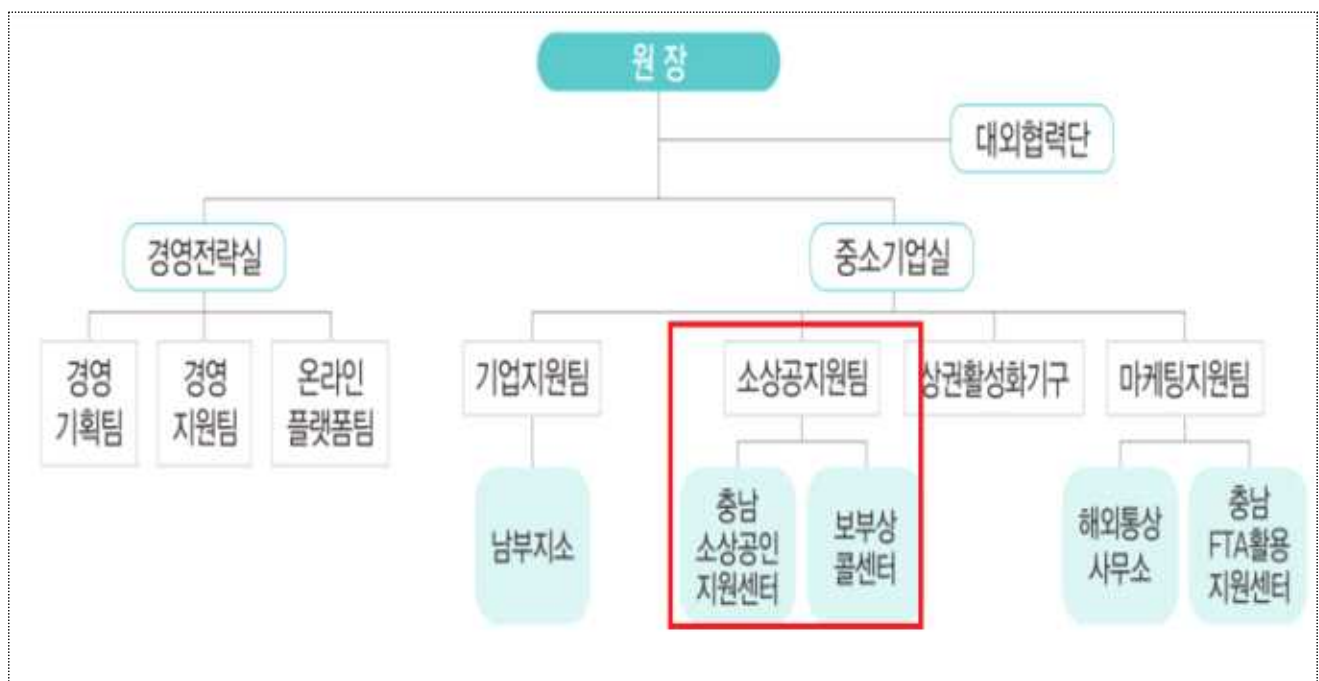 원 장
대외협력단
경영전략실
중소기업실
경영
기획팀
경영
지원팀
온라인
플랫폼팀
기업지원팀
소상공지원팀
상권활성화기구
마케팅지원팀
남부지소
충남
소상공인
지원센터
보부상
콜센터
해외통상
사무소
충남
FTA활용
지원센터